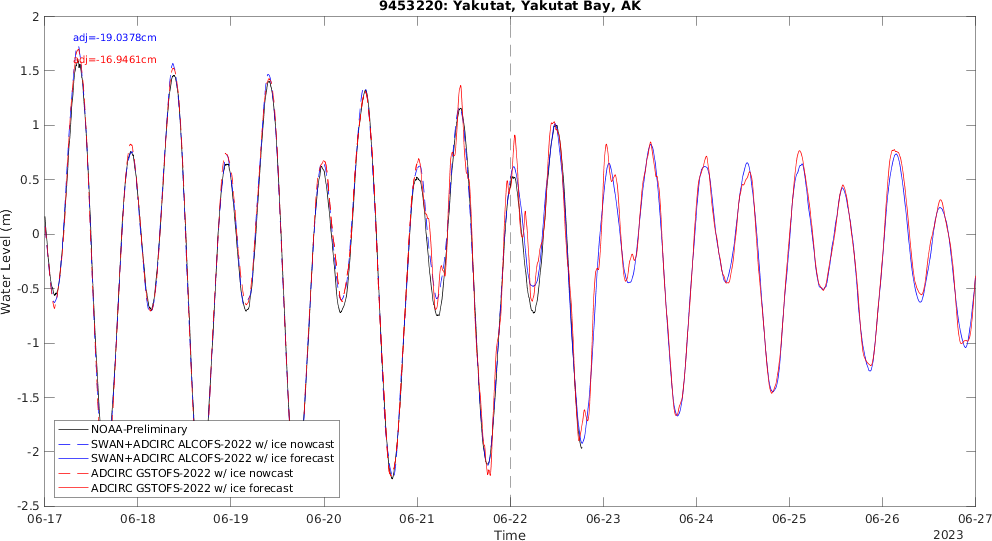 9453220: Yakutat, Yakutat Bay, AK
2
adj=-19.0378cm
adj=-16.9461cm
1.5
1
0.5
0
-0.5
-1
-1.5
-2
-2.5
Water Level (m)
NOAA-Preliminary
SWAN+ADCIRC ALCOFS-2022 w/ ice nowcast
SWAN+ADCIRC ALCOFS-2022 w/ ice forecast
ADCIRC GSTOFS-2022 w/ ice nowcast
ADCIRC GSTOFS-2022 w/ ice forecast
06-17 06-18 06-19 06-20 06-21 06-22 06-23 06-24 06-25 06-26 06-27
Time
2023